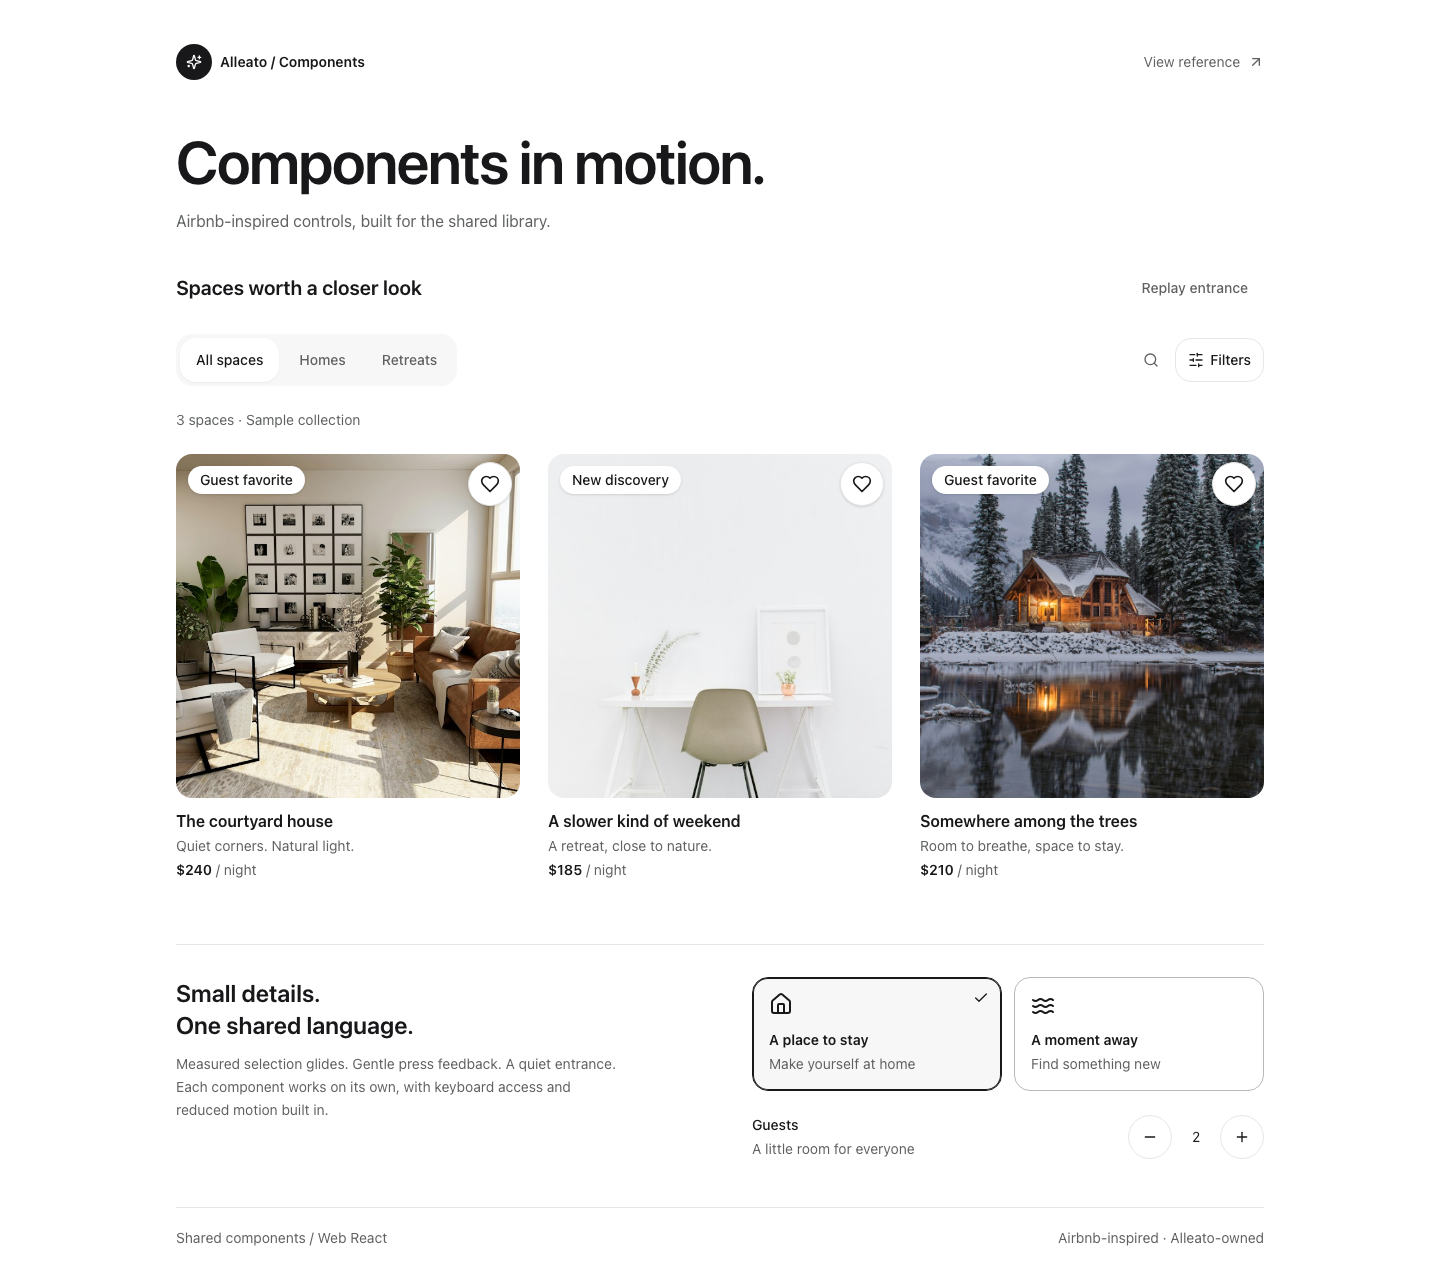 Alleato / Components
View reference
Components in motion.
Airbnb-inspired controls, built for the shared library.
Spaces worth a closer look
Replay entrance
All spaces
Homes
Retreats
Filters
3 spaces · Sample collection
Guest favorite
New discovery
Guest favorite
The courtyard house
Quiet corners. Natural light.
$240 / night
A slower kind of weekend
A retreat, close to nature.
$185 / night
Somewhere among the trees
Room to breathe, space to stay.
$210 / night
Small details.
One shared language.
Measured selection glides. Gentle press feedback. A quiet entrance.
Each component works on its own, with keyboard access and
reduced motion built in.
A place to stay
Make yourself at home
A moment away
Find something new
Guests
A little room for everyone
2
Shared components / Web React
Airbnb-inspired · Alleato-owned